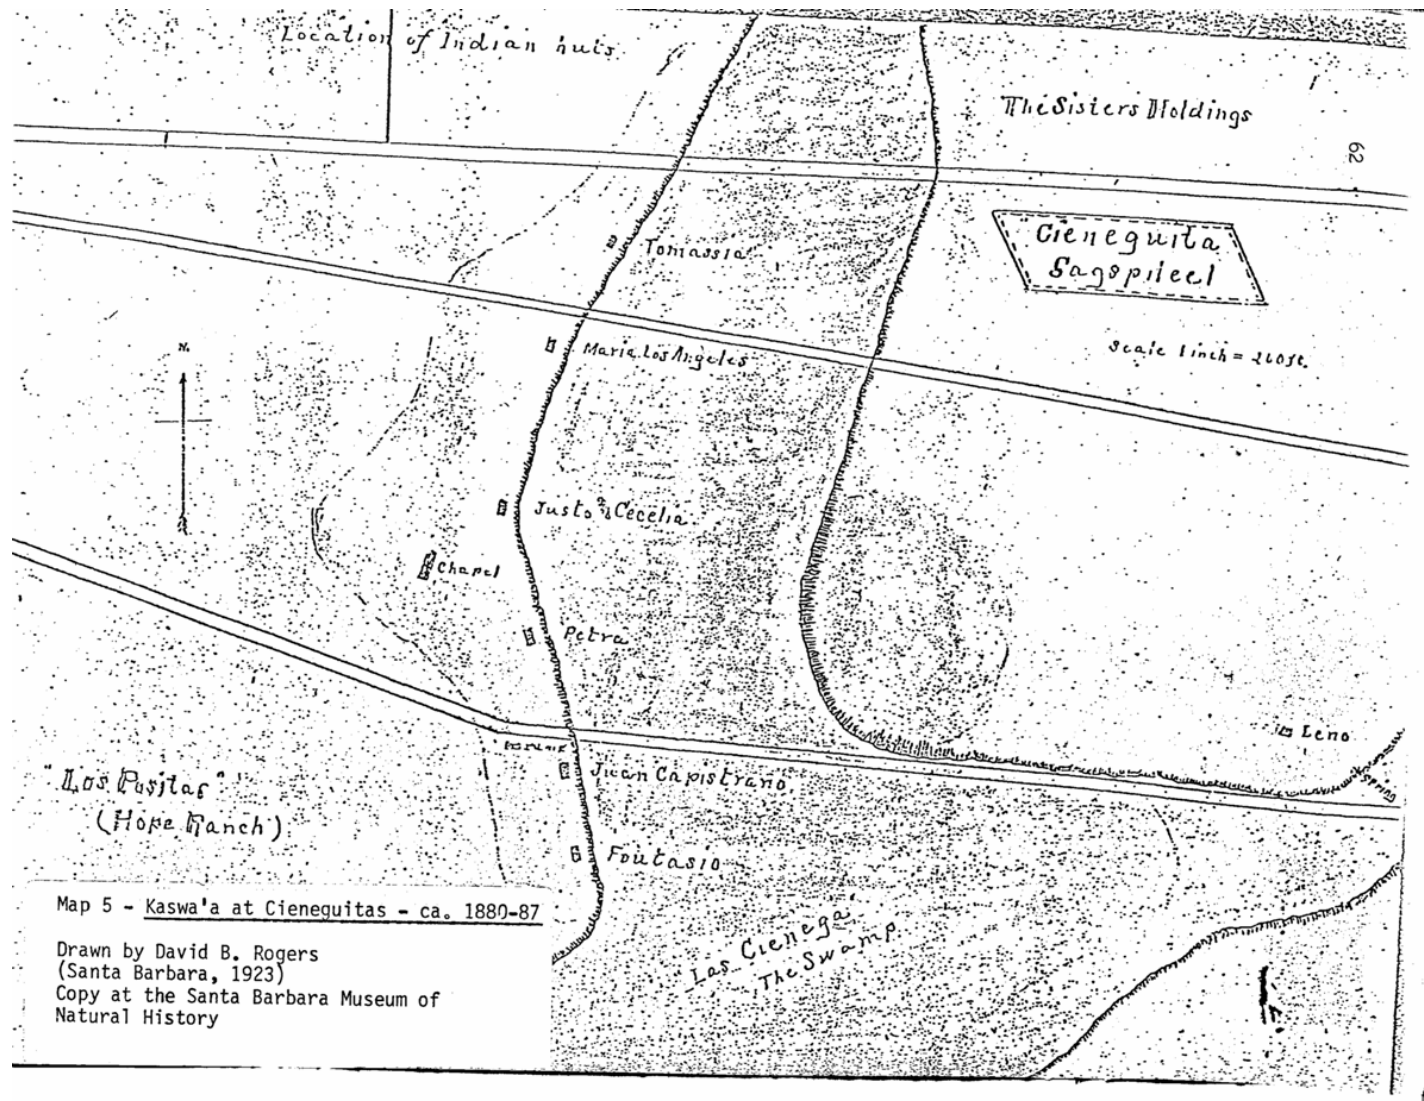 Location of Indian huts.
The Sisters Holdings
62
Cieneguita
Sagspileel
Tomassia
Scale 1 inch = 200 ft.
Maria Los Angeles
N.
Justo & Cecelia
Chapel
Petra
Leno
Spring
Juan Capistrano.
"Los Positas"
(Hope Ranch)
Foutasio
"Las Cienega"
The Swamp
Map 5 - Kaswa'a at Cieneguitas - ca. 1880-87
Drawn by David B. Rogers
(Santa Barbara, 1923)
Copy at the Santa Barbara Museum of
Natural History